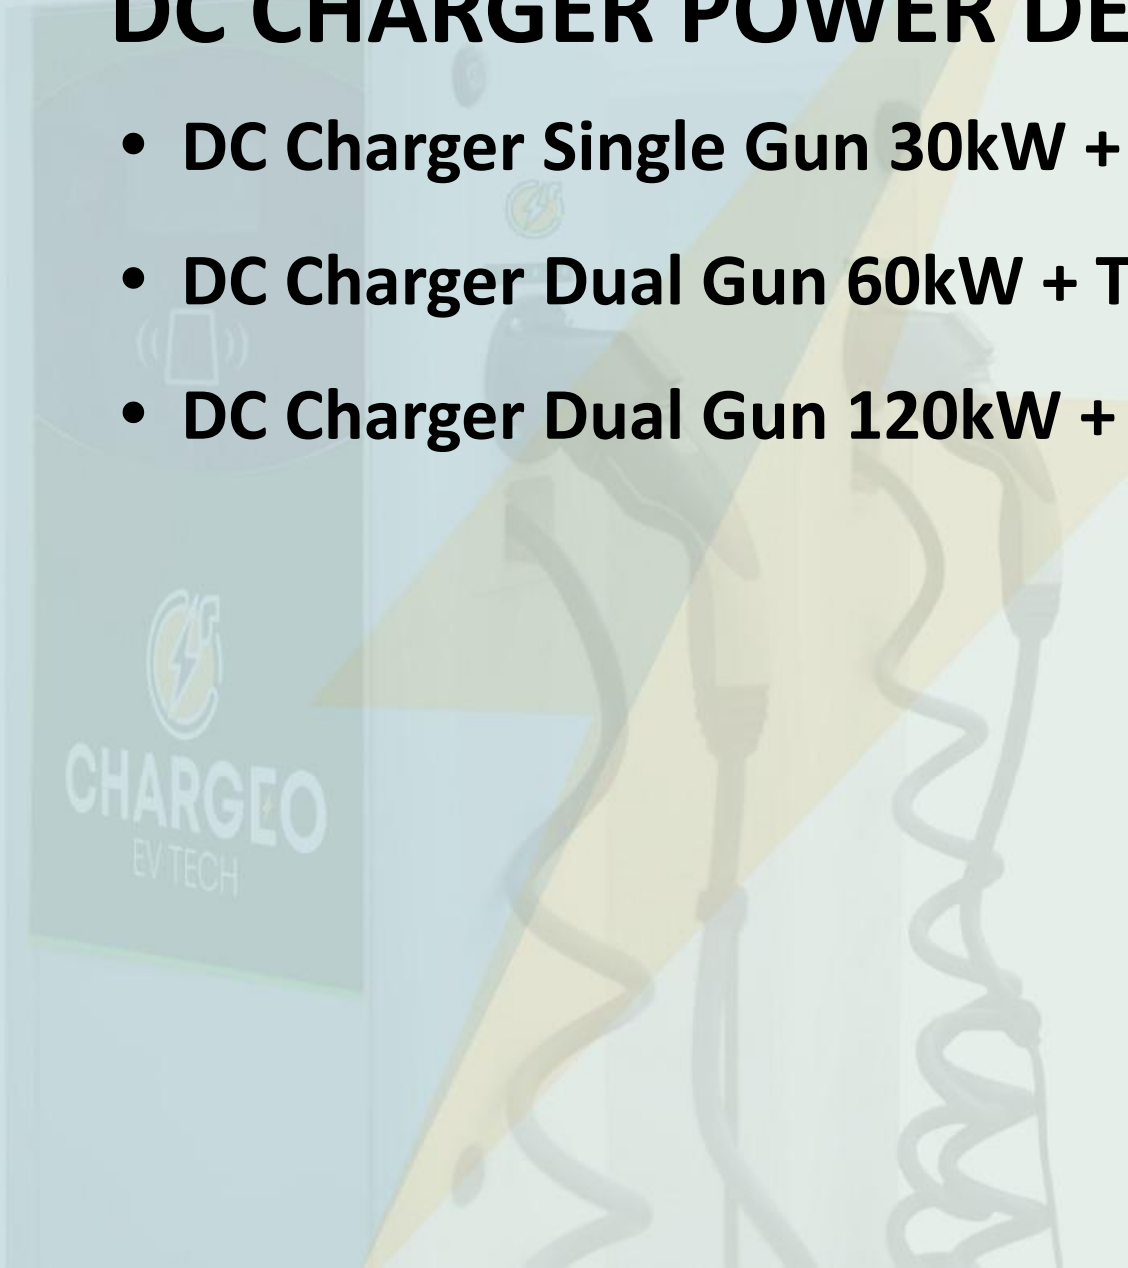 DC CHARGER POWER DE
• DC Charger Single Gun 30kW +
• DC Charger Dual Gun 60kW + T
• DC Charger Dual Gun 120kW +
CHARGEO
EV TECH